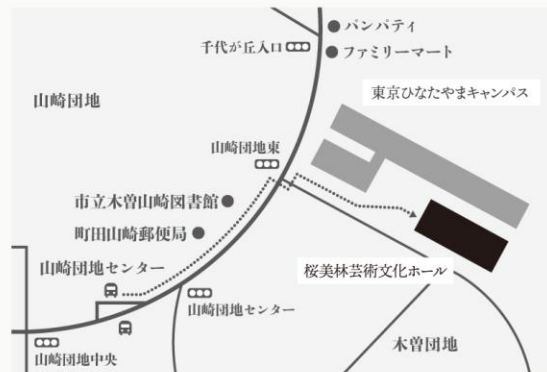 パンパティ
千代が丘入口
ファミリーマート
東京ひなたやまキャンパス
山崎団地
山崎団地東
市立木曽山崎図書館
町田山崎郵便局
山崎団地センター
桜美林芸術文化ホール
山崎団地センター
木曽団地
山崎団地中央